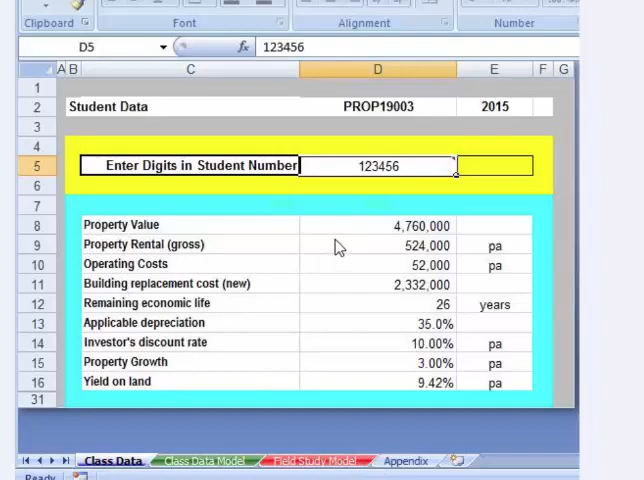 Clipboard Font Alignment Number
D5 fx 123456
A B C D E F G
1
2 Student Data PROP19003 2015
3
4
5 Enter Digits in Student Number 123456
6
7
8 Property Value 4,760,000
9 Property Rental (gross) 524,000 pa
10 Operating Costs 52,000 pa
11 Building replacement cost (new) 2,332,000
12 Remaining economic life 26 years
13 Applicable depreciation 35.0%
14 Investor's discount rate 10.00% pa
15 Property Growth 3.00% pa
16 Yield on land 9.42% pa
31
Class Data Class Data Model Field Study Model Appendix
Ready